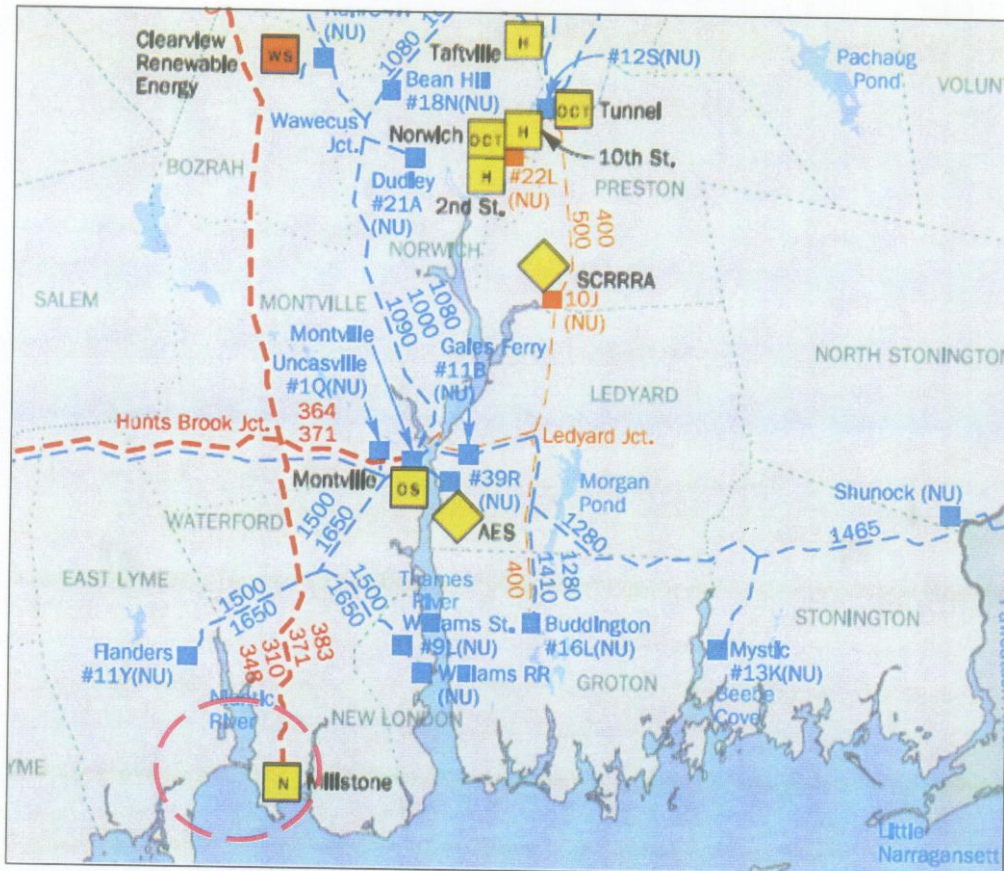 Clearview
Renewable
Energy
WS
(NU)
1080
Taftville
H
#12S(NU)
Pachaug
Pond
Bean Hill
#18N(NU)
Wawecus
Jct.
Norwich
OCT
H
OCT
Tunnel
H
10th St.
BOZRAH
Dudley
#21A
(NU)
2nd St.
#22L
(NU)
PRESTON
NORWICH
400
500
SALEM
MONTVILLE
SCRRRA
10J
(NU)
1080
1000
1090
Montville
Uncasville
#1Q(NU)
Gales Ferry
#11B
(NU)
NORTH STONINGTON
LEDYARD
Hunts Brook Jct.
364
371
Ledyard Jct.
Montville
OS
#39R
(NU)
Morgan
Pond
Shunock (NU)
WATERFORD
1500
1650
AES
1280
1465
EAST LYME
1500
1650
1500
1650
Thames
River
400
1410
1280
STONINGTON
Flanders
#11Y(NU)
348
310
371
383
Williams St.
#9L(NU)
Buddington
#16L(NU)
Mystic
#13K(NU)
Williams RR
(NU)
GROTON
Beebe
Cove
Niantic
River
NEW LONDON
YME
N
Millstone
Little
Narragansett